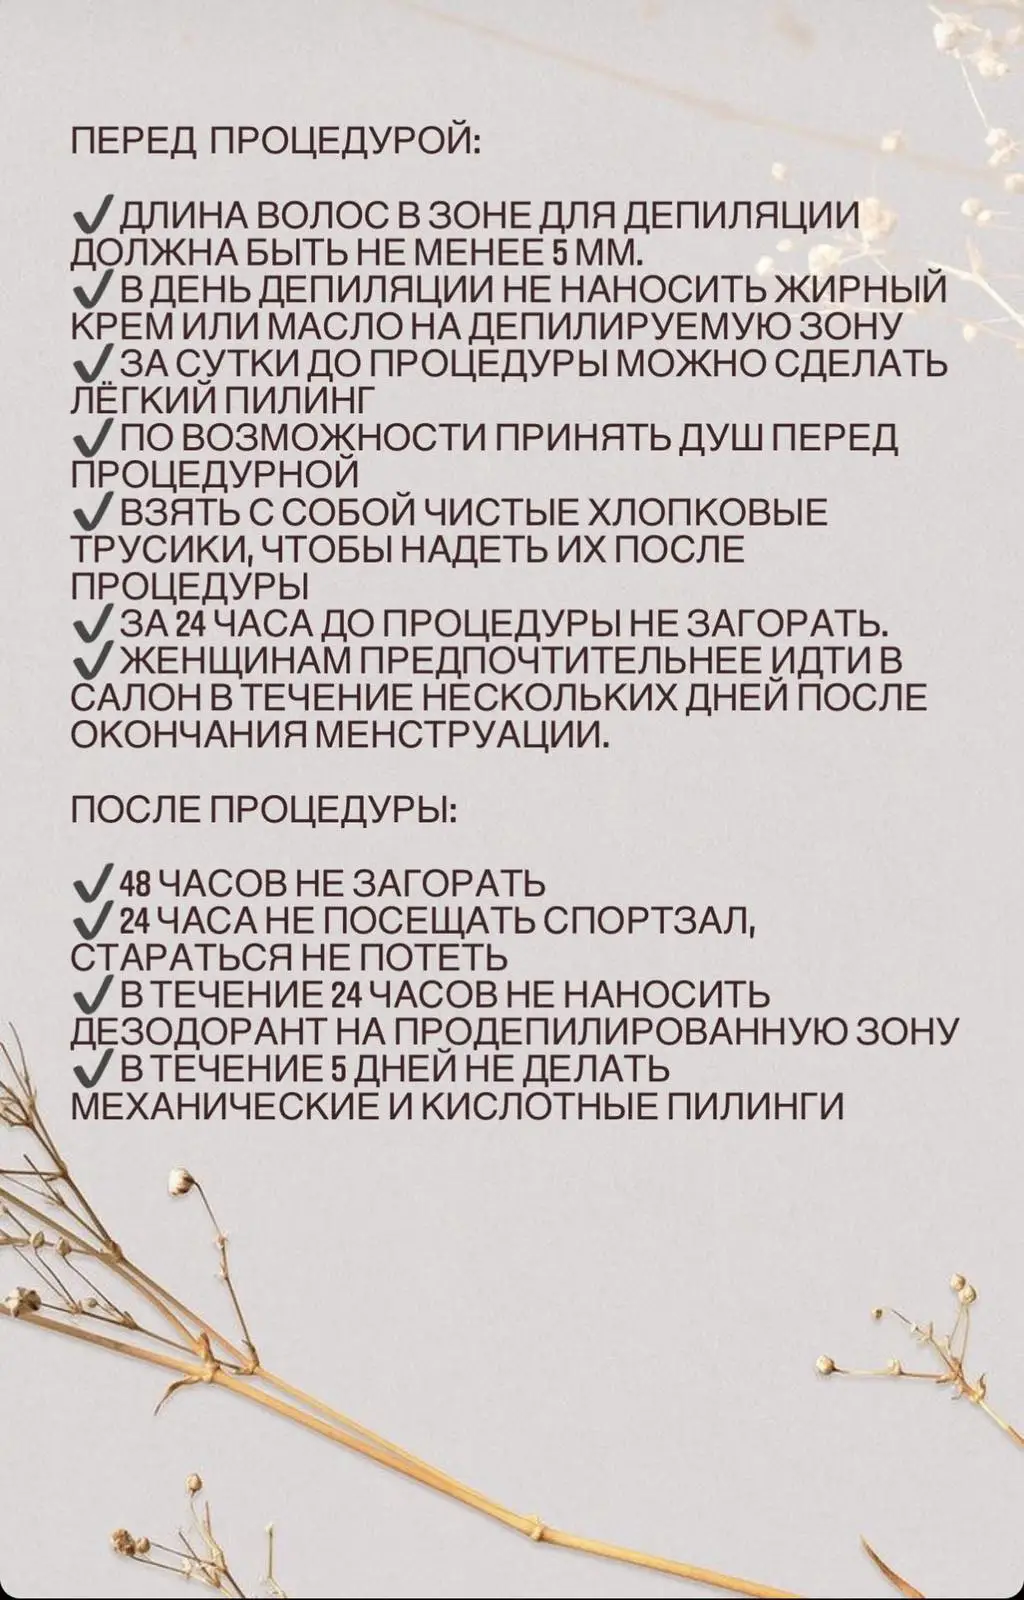 ПЕРЕД ПРОЦЕДУРОЙ:
✔ДЛИНА ВОЛОС В ЗОНЕ ДЛЯ ДЕПИЛЯЦИИ
ДОЛЖНА БЫТЬ НЕ МЕНЕЕ 5 ММ.
✔В ДЕНЬ ДЕПИЛЯЦИИ НЕ НАНОСИТЬ ЖИРНЫЙ
КРЕМ ИЛИ МАСЛО НА ДЕПИЛИРУЕМУЮ ЗОНУ
✔ЗА СУТКИ ДО ПРОЦЕДУРЫ МОЖНО СДЕЛАТЬ
ЛЁГКИЙ ПИЛИНГ
✔ПО ВОЗМОЖНОСТИ ПРИНЯТЬ ДУШ ПЕРЕД
ПРОЦЕДУРНОЙ
✔ВЗЯТЬ С СОБОЙ ЧИСТЫЕ ХЛОПКОВЫЕ
ТРУСИКИ, ЧТОБЫ НАДЕТЬ ИХ ПОСЛЕ
ПРОЦЕДУРЫ
✔ЗА 24 ЧАСА ДО ПРОЦЕДУРЫ НЕ ЗАГОРАТЬ.
✔ЖЕНЩИНАМ ПРЕДПОЧТИТЕЛЬНЕЕ ИДТИ В
САЛОН В ТЕЧЕНИЕ НЕСКОЛЬКИХ ДНЕЙ ПОСЛЕ
ОКОНЧАНИЯ МЕНСТРУАЦИИ.
ПОСЛЕ ПРОЦЕДУРЫ:
✔48 ЧАСОВ НЕ ЗАГОРАТЬ
✔24 ЧАСА НЕ ПОСЕЩАТЬ СПОРТЗАЛ,
СТАРАТЬСЯ НЕ ПОТЕТЬ
✔В ТЕЧЕНИЕ 24 ЧАСОВ НЕ НАНОСИТЬ
ДЕЗОДОРАНТ НА ПРОДЕПИЛИРОВАННУЮ ЗОНУ
✔В ТЕЧЕНИЕ 5 ДНЕЙ НЕ ДЕЛАТЬ
МЕХАНИЧЕСКИЕ И КИСЛОТНЫЕ ПИЛИНГИ